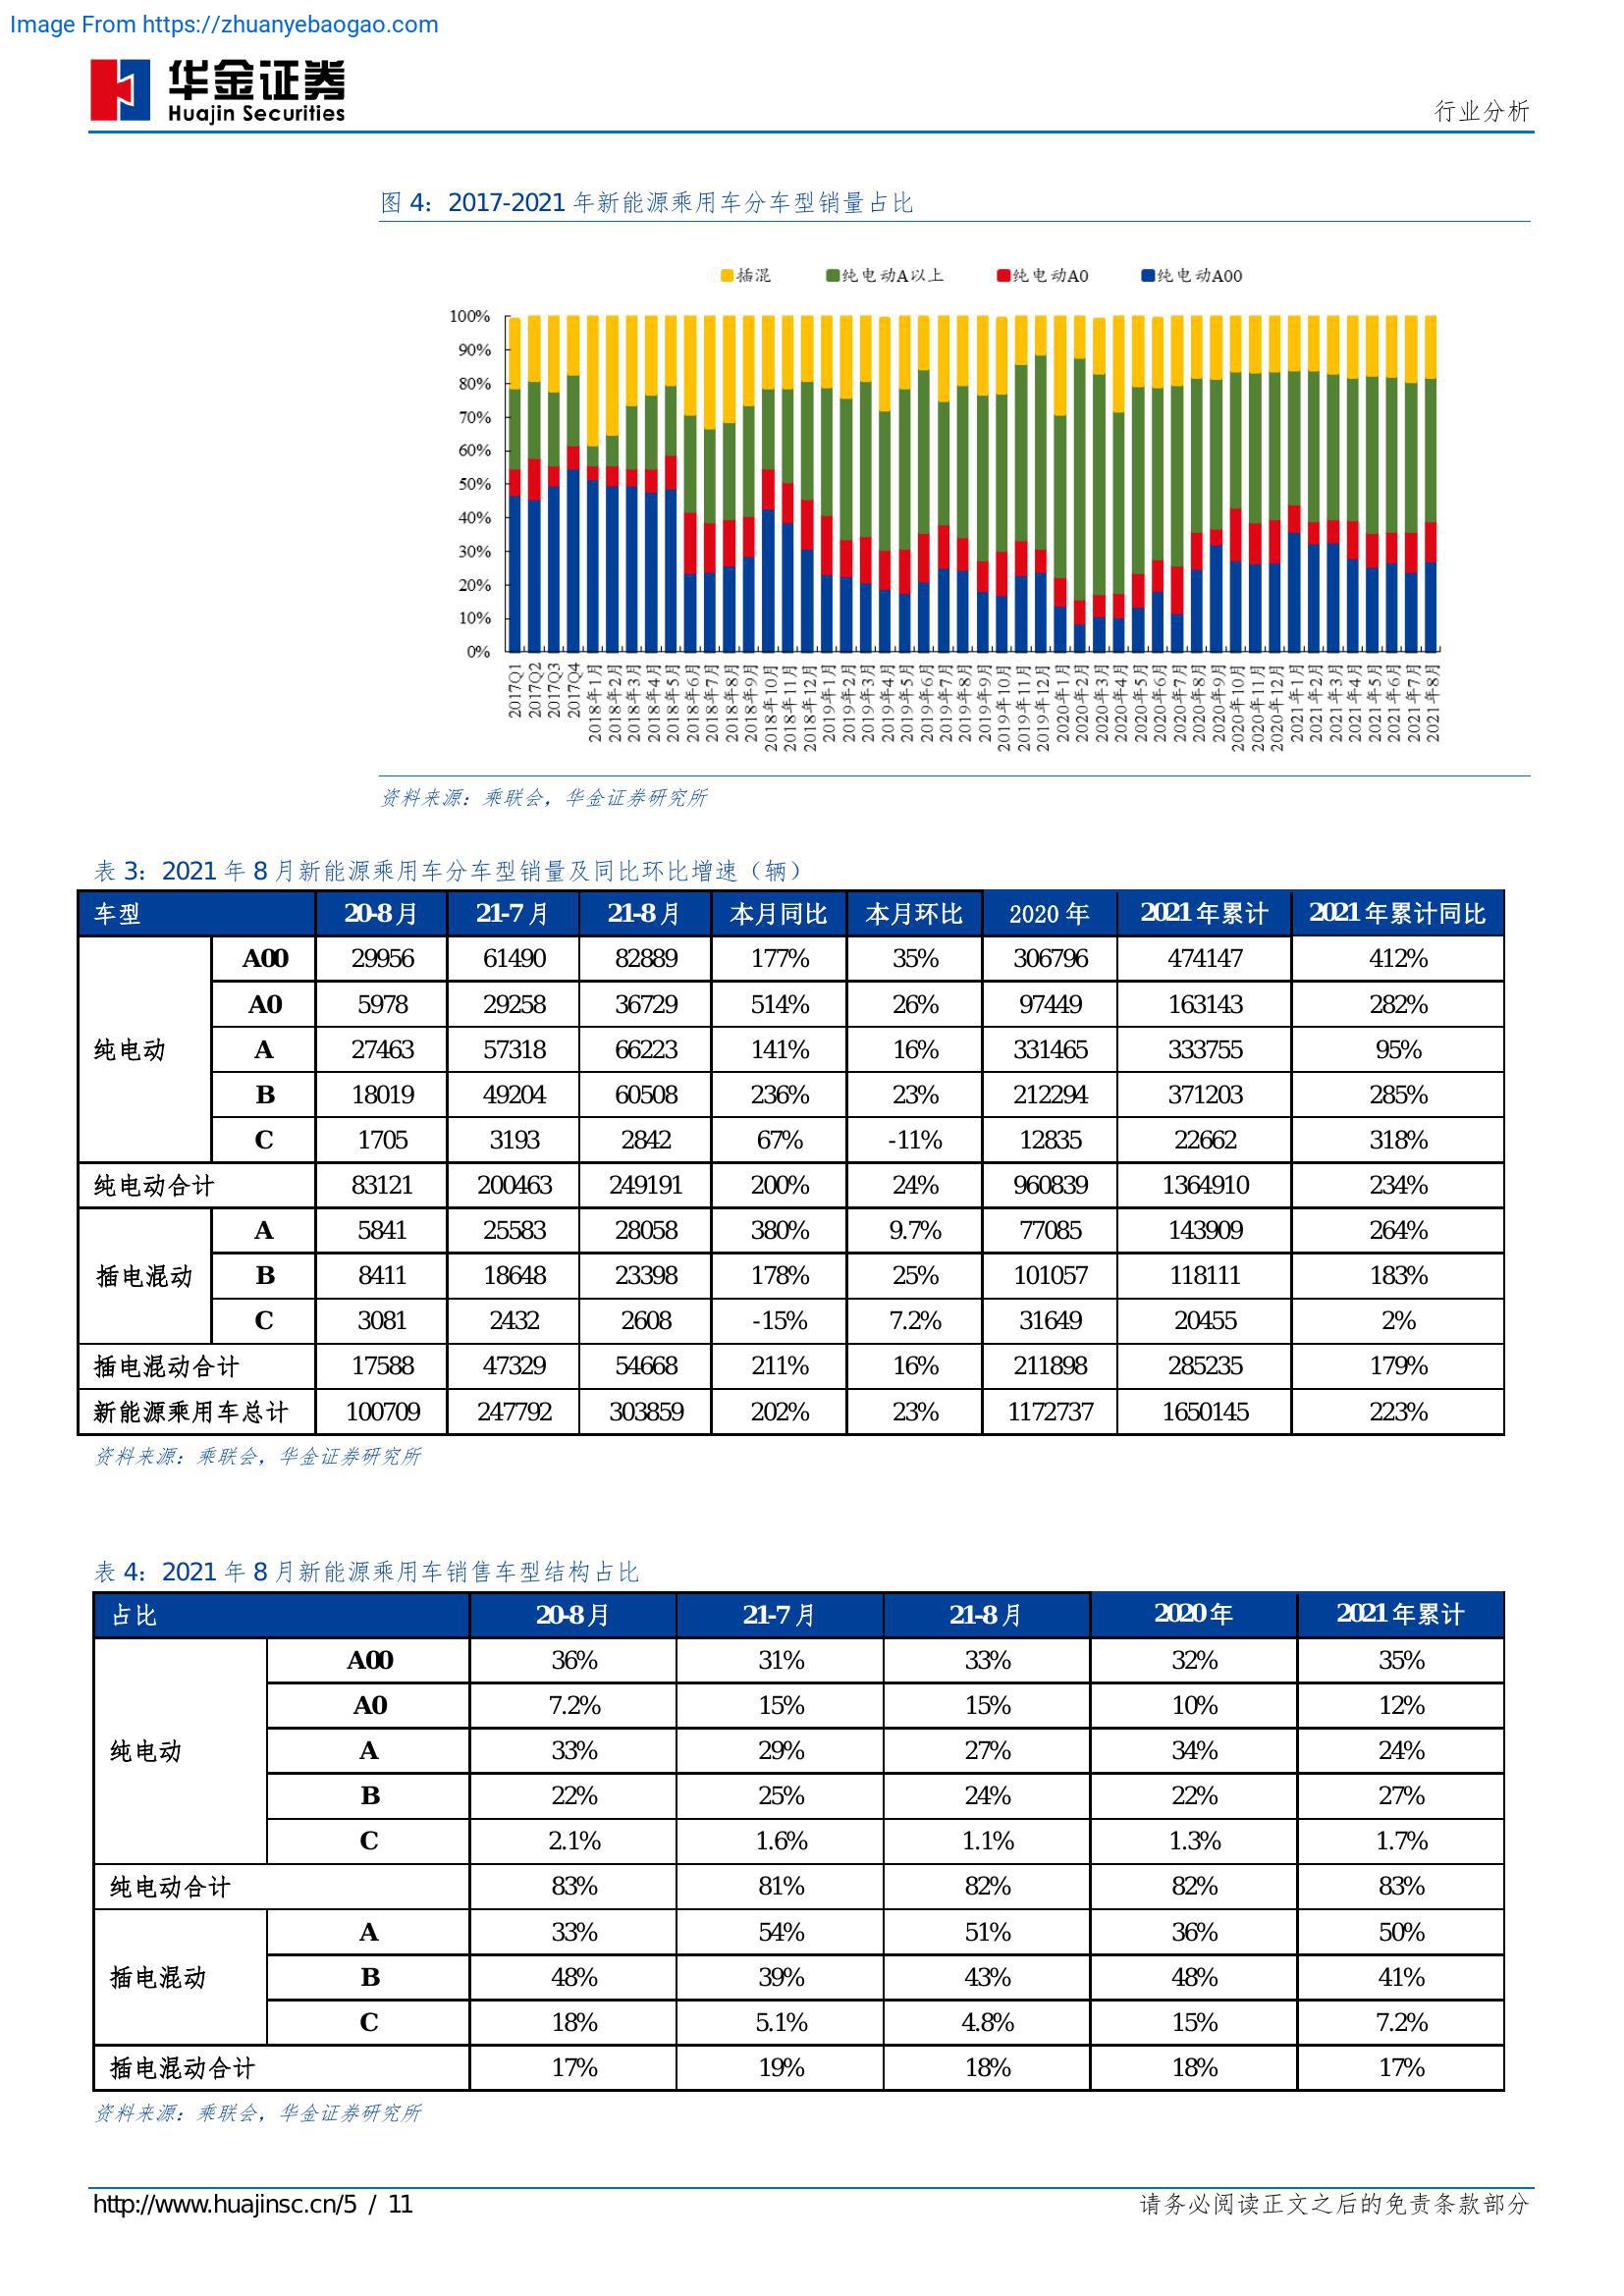 Image From https://zhuanyebaogao.com
华金证券
Huajin Securities
行业分析
图 4：2017-2021 年新能源乘用车分车型销量占比
插混 纯电动A以上 纯电动A0 纯电动A00
100%
90%
80%
70%
60%
50%
40%
30%
20%
10%
0%
2017Q1 2017Q2 2017Q3 2017Q4 2018年1月 2018年2月 2018年3月 2018年4月 2018年5月 2018年6月 2018年7月 2018年8月 2018年9月 2018年10月 2018年11月 2018年12月 2019年1月 2019年2月 2019年3月 2019年4月 2019年5月 2019年6月 2019年7月 2019年8月 2019年9月 2019年10月 2019年11月 2019年12月 2020年1月 2020年2月 2020年3月 2020年4月 2020年5月 2020年6月 2020年7月 2020年8月 2020年9月 2020年10月 2020年11月 2020年12月 2021年1月 2021年2月 2021年3月 2021年4月 2021年5月 2021年6月 2021年7月 2021年8月
资料来源：乘联会，华金证券研究所
表 3：2021 年 8 月新能源乘用车分车型销量及同比环比增速（辆）
车型 20-8 月 21-7 月 21-8 月 本月同比 本月环比 2020 年 2021 年累计 2021 年累计同比
A00 29956 61490 82889 177% 35% 306796 474147 412%
A0 5978 29258 36729 514% 26% 97449 163143 282%
纯电动 A 27463 57318 66223 141% 16% 331465 333755 95%
B 18019 49204 60508 236% 23% 212294 371203 285%
C 1705 3193 2842 67% -11% 12835 22662 318%
纯电动合计 83121 200463 249191 200% 24% 960839 1364910 234%
A 5841 25583 28058 380% 9.7% 77085 143909 264%
插电混动 B 8411 18648 23398 178% 25% 101057 118111 183%
C 3081 2432 2608 -15% 7.2% 31649 20455 2%
插电混动合计 17588 47329 54668 211% 16% 211898 285235 179%
新能源乘用车总计 100709 247792 303859 202% 23% 1172737 1650145 223%
资料来源：乘联会，华金证券研究所
表 4：2021 年 8 月新能源乘用车销售车型结构占比
占比 20-8 月 21-7 月 21-8 月 2020 年 2021 年累计
A00 36% 31% 33% 32% 35%
A0 7.2% 15% 15% 10% 12%
纯电动 A 33% 29% 27% 34% 24%
B 22% 25% 24% 22% 27%
C 2.1% 1.6% 1.1% 1.3% 1.7%
纯电动合计 83% 81% 82% 82% 83%
A 33% 54% 51% 36% 50%
插电混动 B 48% 39% 43% 48% 41%
C 18% 5.1% 4.8% 15% 7.2%
插电混动合计 17% 19% 18% 18% 17%
资料来源：乘联会，华金证券研究所
http://www.huajinsc.cn/5 / 11
请务必阅读正文之后的免责条款部分